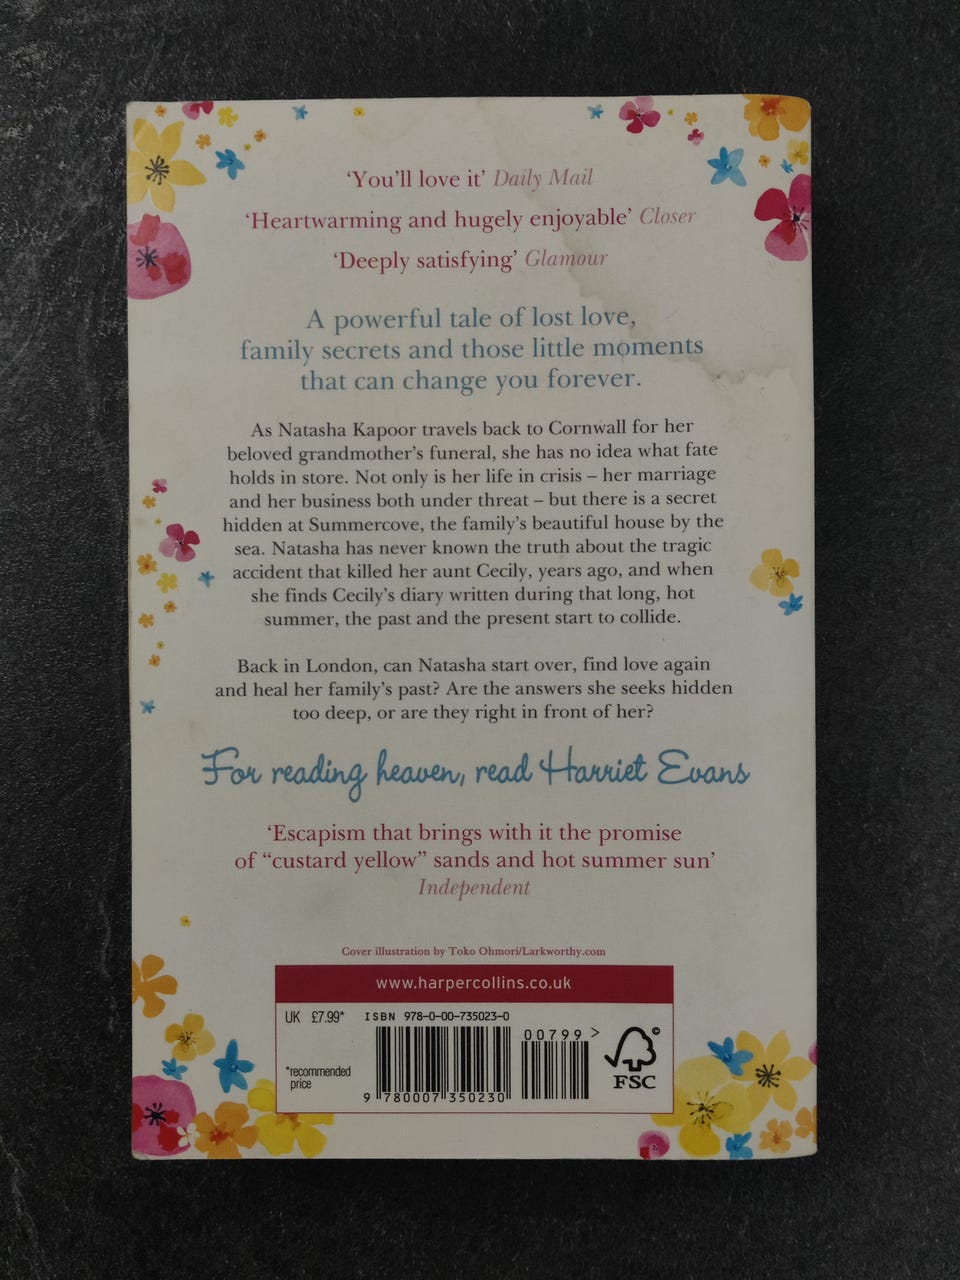 ‘You’ll love it’ Daily Mail
‘Heartwarming and hugely enjoyable’ Closer
‘Deeply satisfying’ Glamour
A powerful tale of lost love,
family secrets and those little moments
that can change you forever.
As Natasha Kapoor travels back to Cornwall for her
beloved grandmother’s funeral, she has no idea what fate
holds in store. Not only is her life in crisis – her marriage
and her business both under threat – but there is a secret
hidden at Summercove, the family’s beautiful house by the
sea. Natasha has never known the truth about the tragic
accident that killed her aunt Cecily, years ago, and when
she finds Cecily’s diary written during that long, hot
summer, the past and the present start to collide.
Back in London, can Natasha start over, find love again
and heal her family’s past? Are the answers she seeks hidden
too deep, or are they right in front of her?
For reading heaven, read Harriet Evans
‘Escapism that brings with it the promise
of “custard yellow” sands and hot summer sun’
Independent
Cover illustration by Toko Ohmori/Larkworthy.com
www.harpercollins.co.uk
UK £7.99* ISBN 978-0-00-735023-0
00799 >
*recommended
price
9 780007 350230
©
FSC